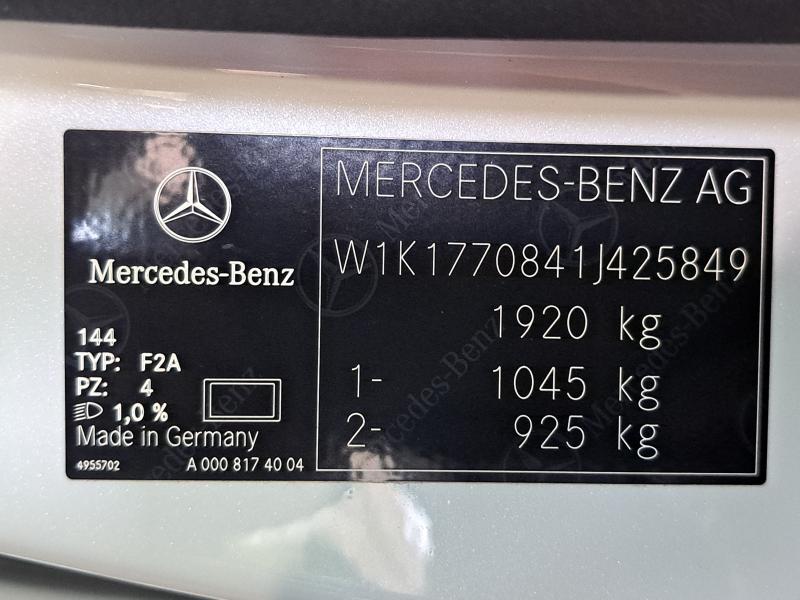 Mercedes-Benz
144
TYP: F2A
PZ: 4
1,0 %
Made in Germany
4955702 A 000 817 40 04
MERCEDES-BENZ AG
W1K1770841J425849
1920 kg
1- 1045 kg
2- 925 kg